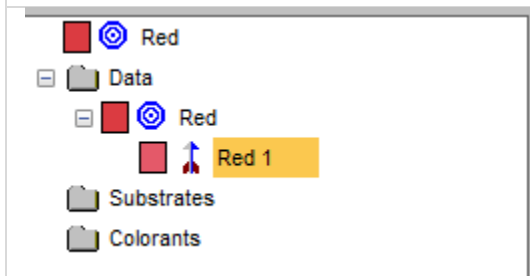 Red
Data
Red
Red 1
Substrates
Colorants